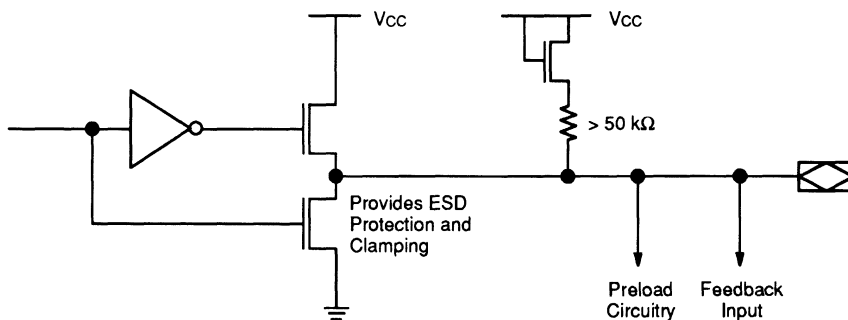 Vcc
Vcc
> 50 kΩ
Provides ESD
Protection and
Clamping
Preload
Circuitry
Feedback
Input